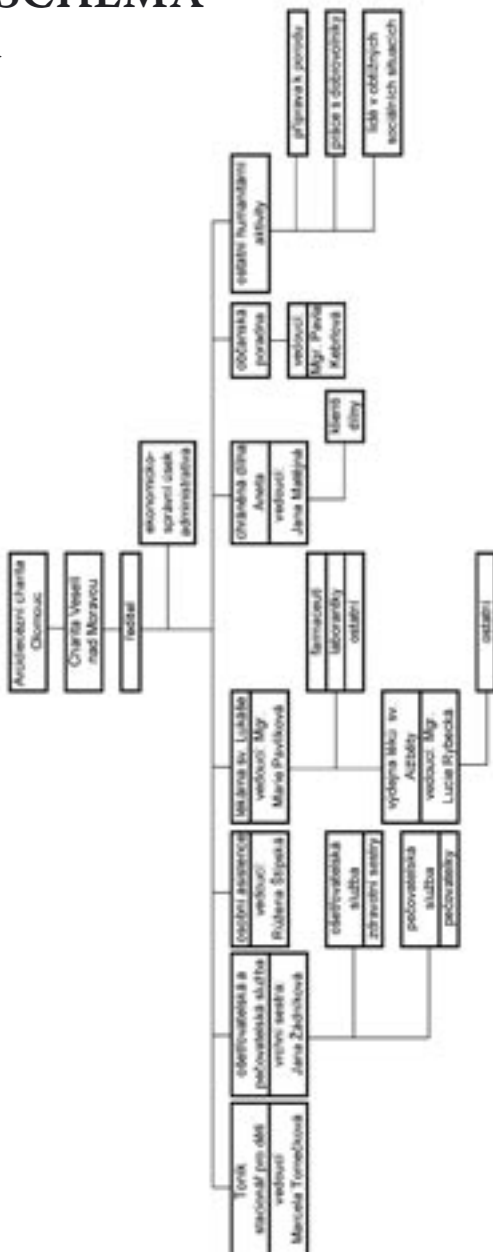 SCHEMA
Arcidiecézní charita
Olomouc
Charita Veselí
nad Moravou
ředitel
ekonomicko-
správní úsek
administrativa
Toník
stacionář pro děti
vedoucí
Marcela Tomečková
ošetřovatelská a
pečovatelská služba
vrchní sestra:
Jana Žádníková
ošetřovatelská
služba
zdravotní sestry
pečovatelská
služba
pečovatelky
osobní asistence
vedoucí:
Růžena Štipská
lékárna sv. Lukáše
vedoucí: Mgr.
Marie Pavlíková
farmaceuti
laborantky
ostatní
výdejna léků sv.
Alžběty
vedoucí: Mgr.
Lucie Rybecká
ostatní
chráněná dílna
Aneta
vedoucí:
Jana Matějná
klienti
dílny
občanská
poradna
vedoucí:
Mgr. Pavla
Kebrlová
ostatní humanitární
aktivity
příprava k porodu
práce s dobrovolníky
lidé v obtížných
sociálních situacích